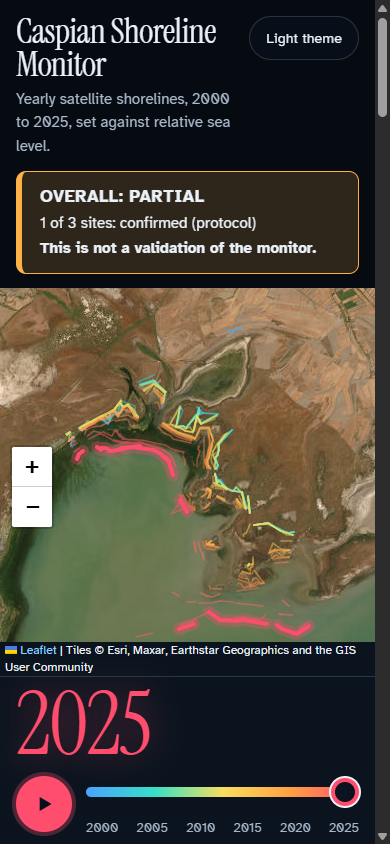 Caspian Shoreline
Monitor
Light theme
Yearly satellite shorelines, 2000
to 2025, set against relative sea
level.
OVERALL: PARTIAL
1 of 3 sites: confirmed (protocol)
This is not a validation of the monitor.
+
−
Leaflet | Tiles © Esri, Maxar, Earthstar Geographics and the GIS
User Community
2025
2000 2005 2010 2015 2020 2025